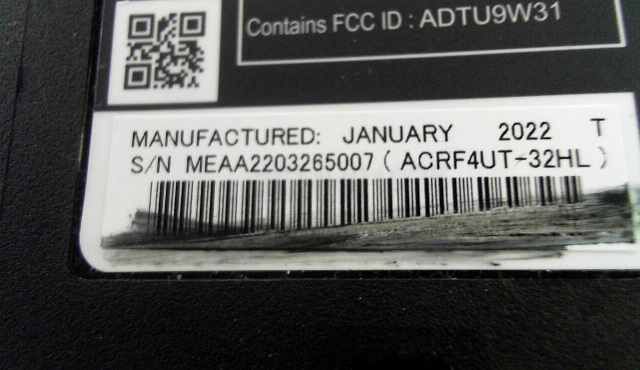 Contains FCC ID : ADTU9W31
MANUFACTURED: JANUARY 2022 T
S/N MEAA2203265007 ( ACRF4UT-32HL )